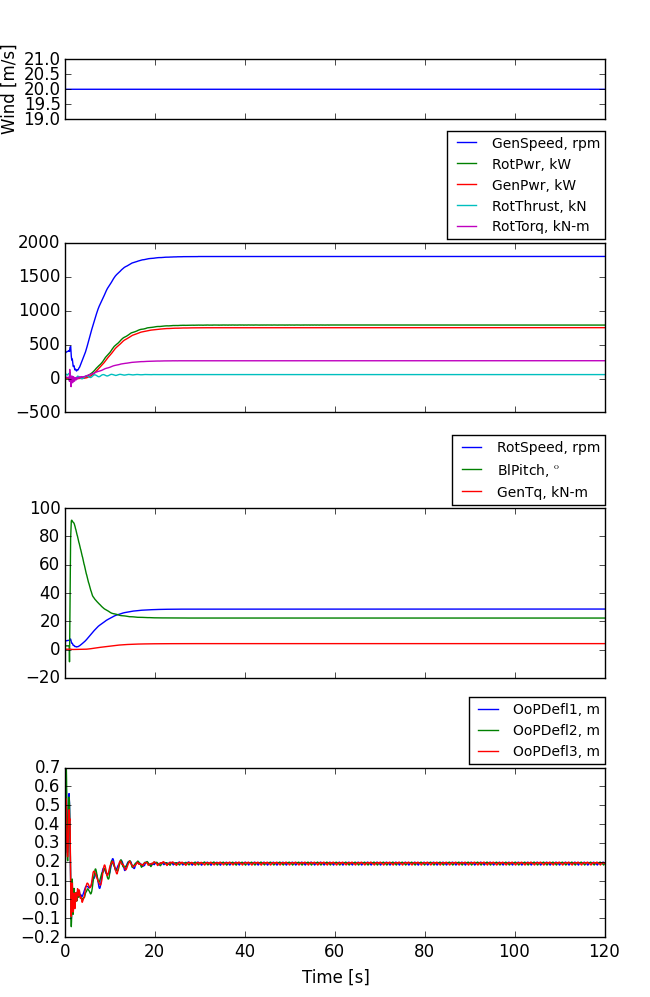 Wind [m/s]
21.0
20.5
20.0
19.5
19.0
GenSpeed, rpm
RotPwr, kW
GenPwr, kW
RotThrust, kN
RotTorq, kN-m
2000
1500
1000
500
0
−500
RotSpeed, rpm
BlPitch, °
GenTq, kN-m
100
80
60
40
20
0
−20
OoPDefl1, m
OoPDefl2, m
OoPDefl3, m
0.7
0.6
0.5
0.4
0.3
0.2
0.1
0.0
−0.1
−0.2
0 20 40 60 80 100 120
Time [s]